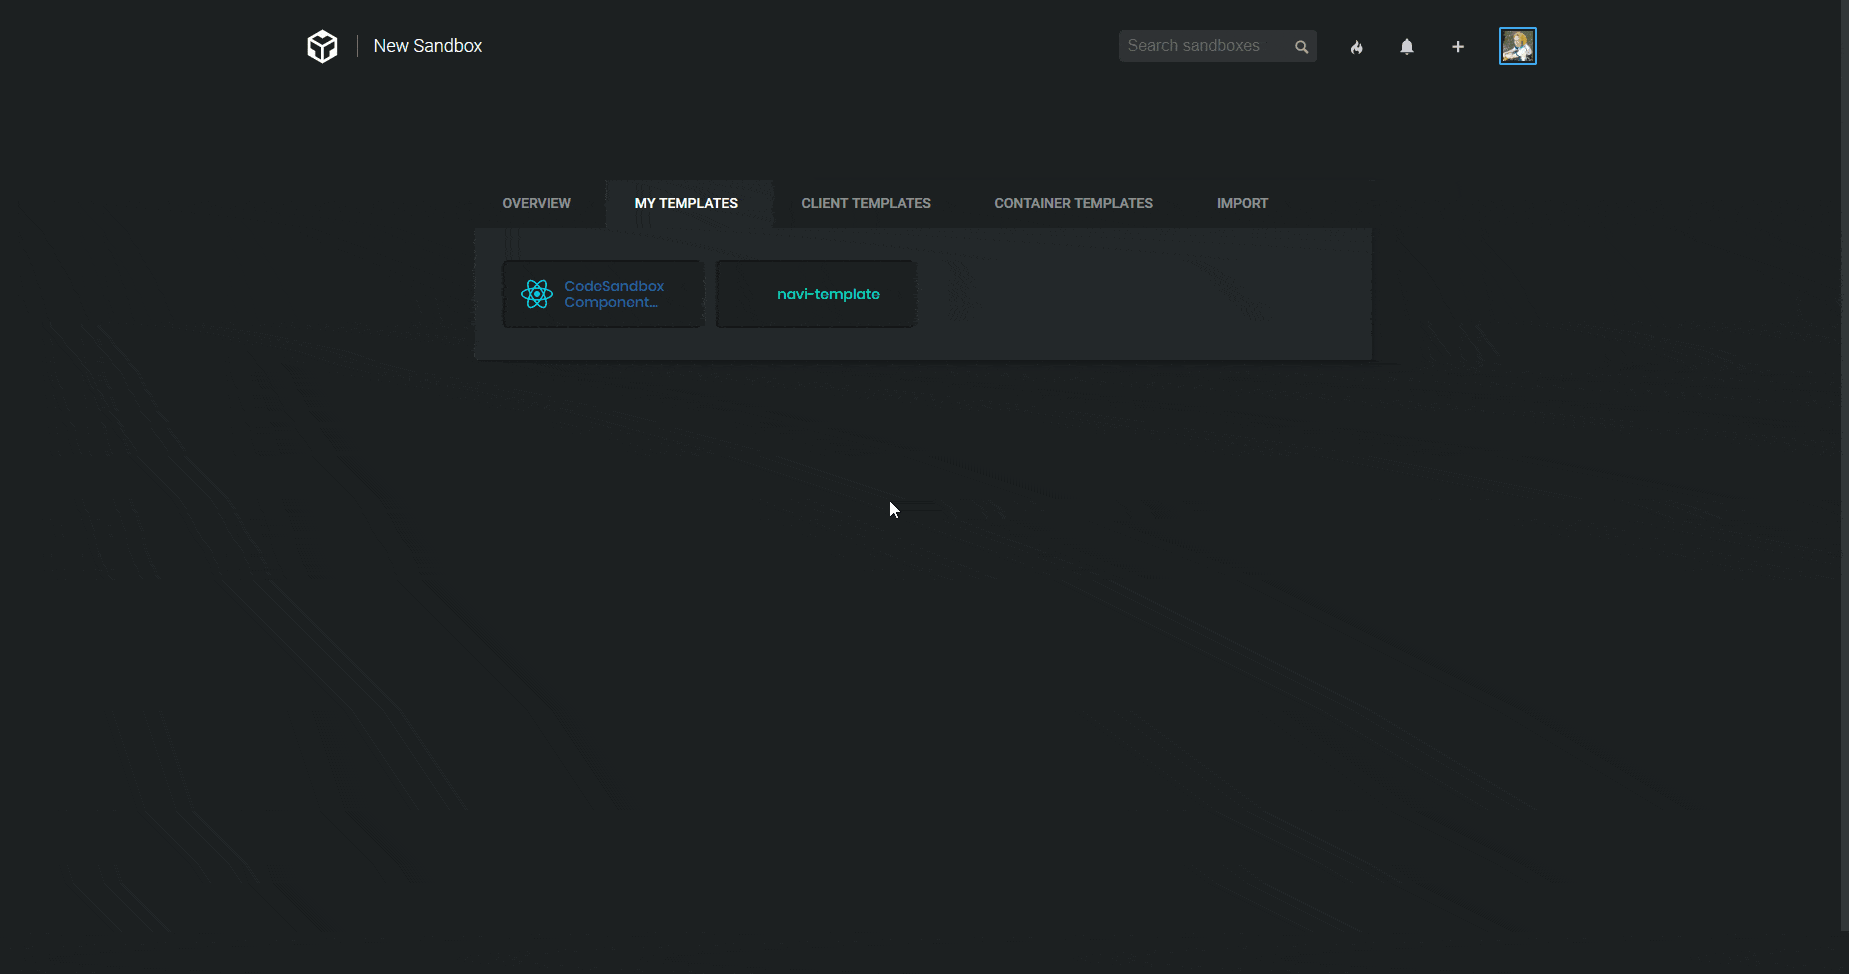 New Sandbox
Search sandboxes
OVERVIEW
MY TEMPLATES
CLIENT TEMPLATES
CONTAINER TEMPLATES
IMPORT
CodeSandbox
Component...
navi-template